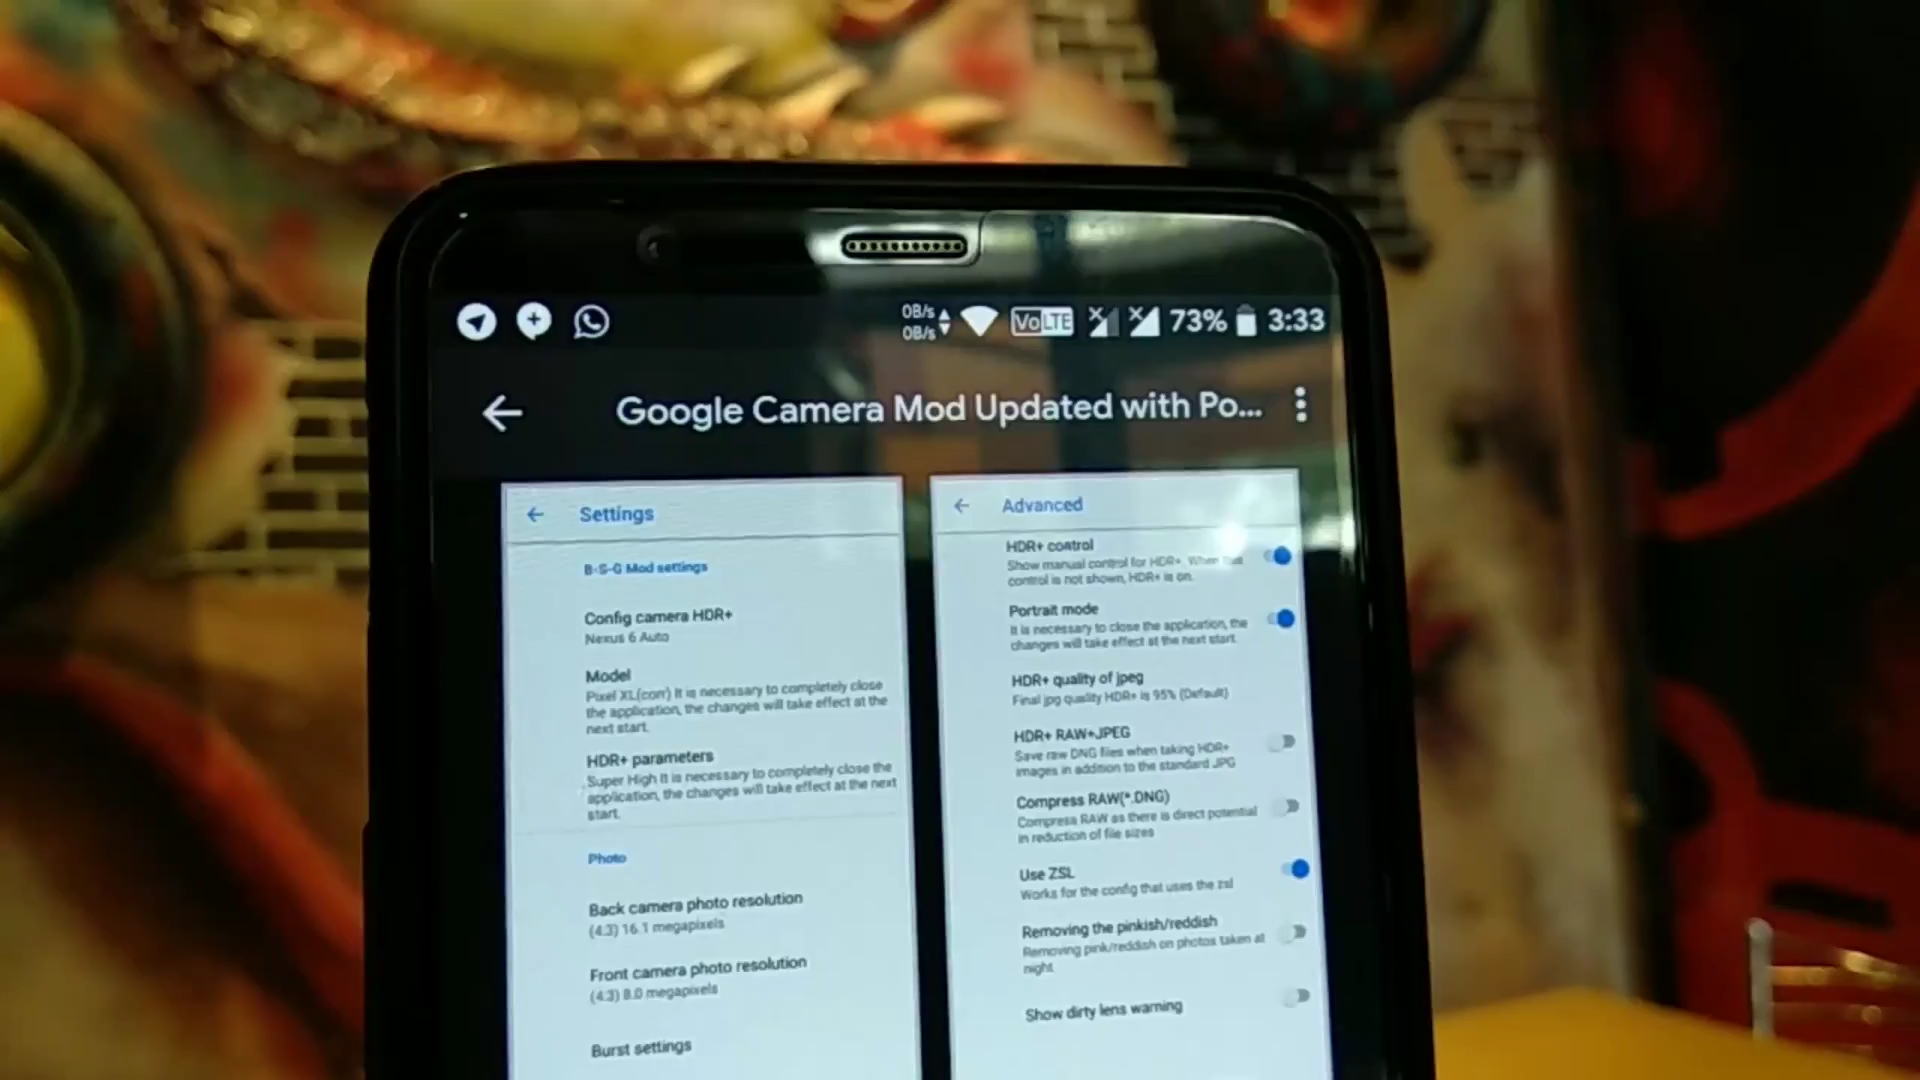 0B/s
0B/s
VoLTE
73%
3:33
Google Camera Mod Updated with Po...
Settings
B-S-G Mod settings
Config camera HDR+
Nexus 6 Auto
Model
Pixel XL(corr) It is necessary to completely close
the application, the changes will take effect at the
next start.
HDR+ parameters
Super High It is necessary to completely close the
application, the changes will take effect at the next
start.
Photo
Back camera photo resolution
(4:3) 16.1 megapixels
Front camera photo resolution
(4:3) 8.0 megapixels
Burst settings
Advanced
HDR+ control
Show manual control for HDR+. When
control is not shown, HDR+ is on.
Portrait mode
It is necessary to close the application, the
changes will take effect at the next start.
HDR+ quality of jpeg
Final jpg quality HDR+ is 95% (Default)
HDR+ RAW+JPEG
Save raw DNG files when taking HDR+
images in addition to the standard JPG
Compress RAW(*.DNG)
Compress RAW as there is direct potential
in reduction of file sizes
Use ZSL
Works for the config that uses the zsl
Removing the pinkish/reddish
Removing pink/reddish on photos taken at
night
Show dirty lens warning